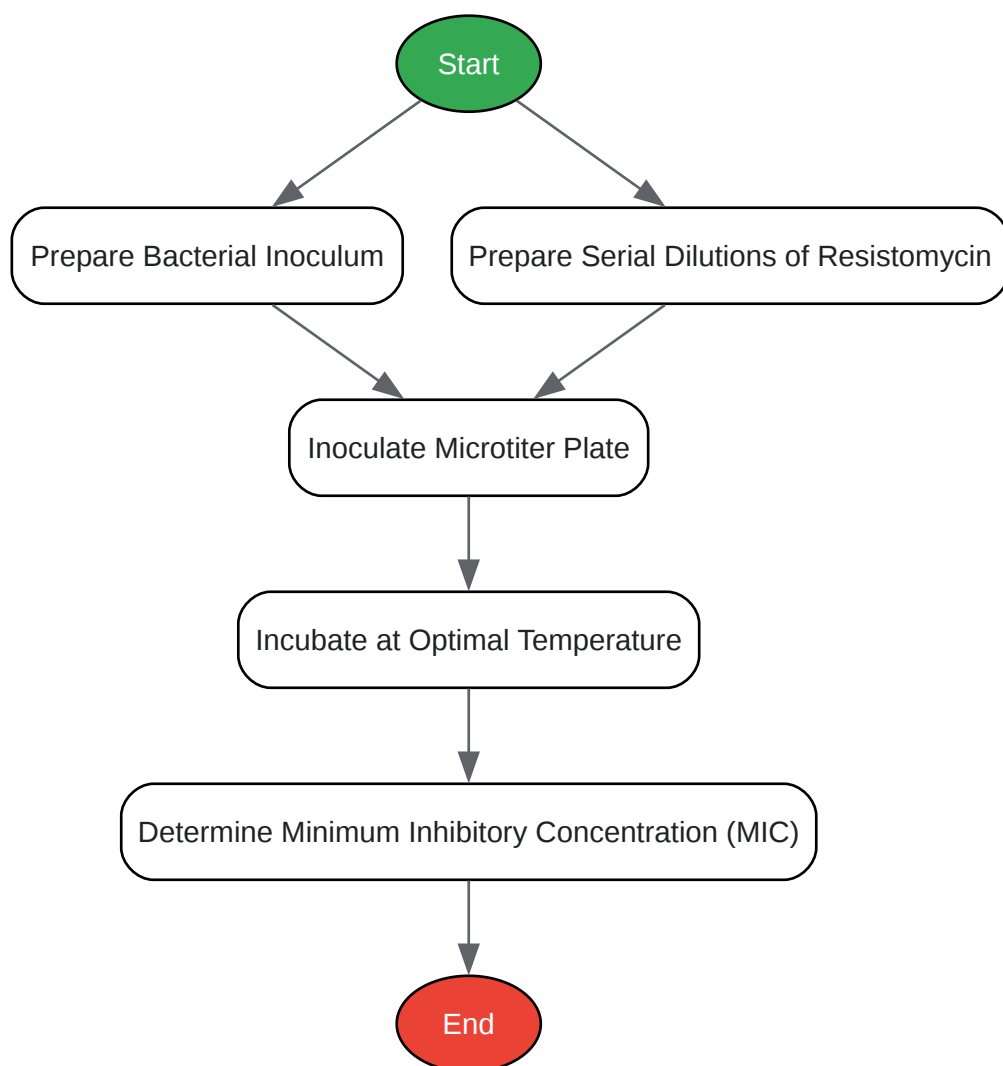 Start
Prepare Bacterial Inoculum
Prepare Serial Dilutions of Resistomycin
Inoculate Microtiter Plate
Incubate at Optimal Temperature
Determine Minimum Inhibitory Concentration (MIC)
End